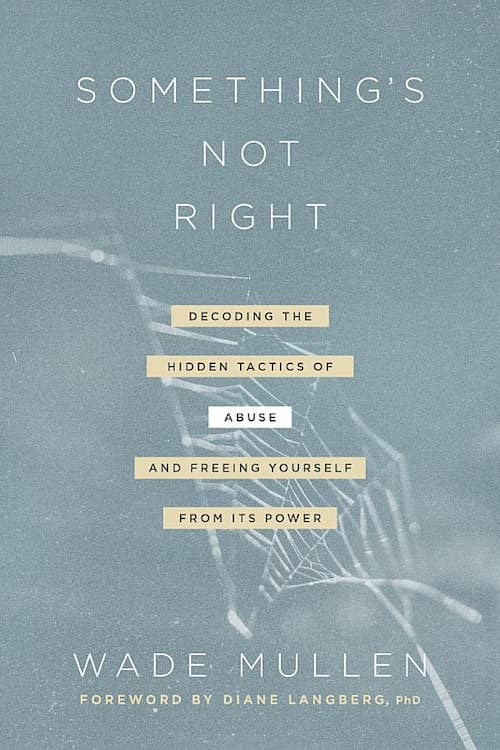 SOMETHING'S
NOT
RIGHT
DECODING THE
HIDDEN TACTICS OF
ABUSE
AND FREEING YOURSELF
FROM ITS POWER
WADE MULLEN
FOREWORD BY DIANE LANGBERG, PhD